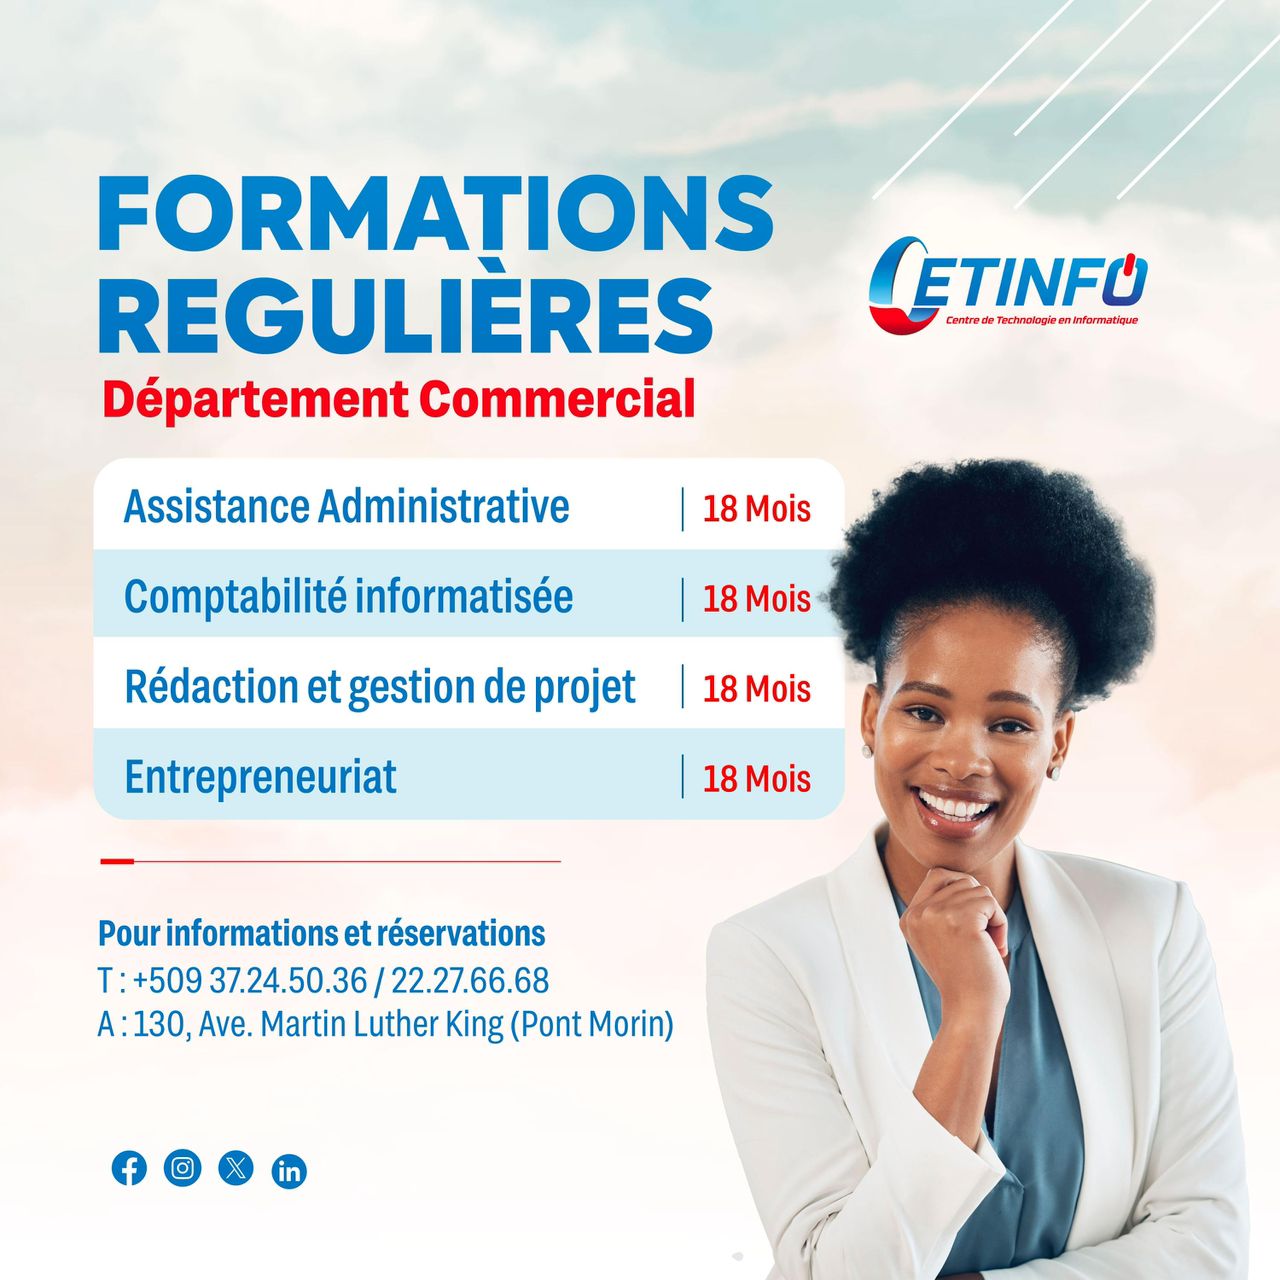 FORMATIONS
REGULIÈRES
Département Commercial
CETINFO
Centre de Technologie en Informatique
Assistance Administrative | 18 Mois
Comptabilité informatisée | 18 Mois
Rédaction et gestion de projet | 18 Mois
Entrepreneuriat | 18 Mois
Pour informations et réservations
T : +509 37.24.50.36 / 22.27.66.68
A : 130, Ave. Martin Luther King (Pont Morin)